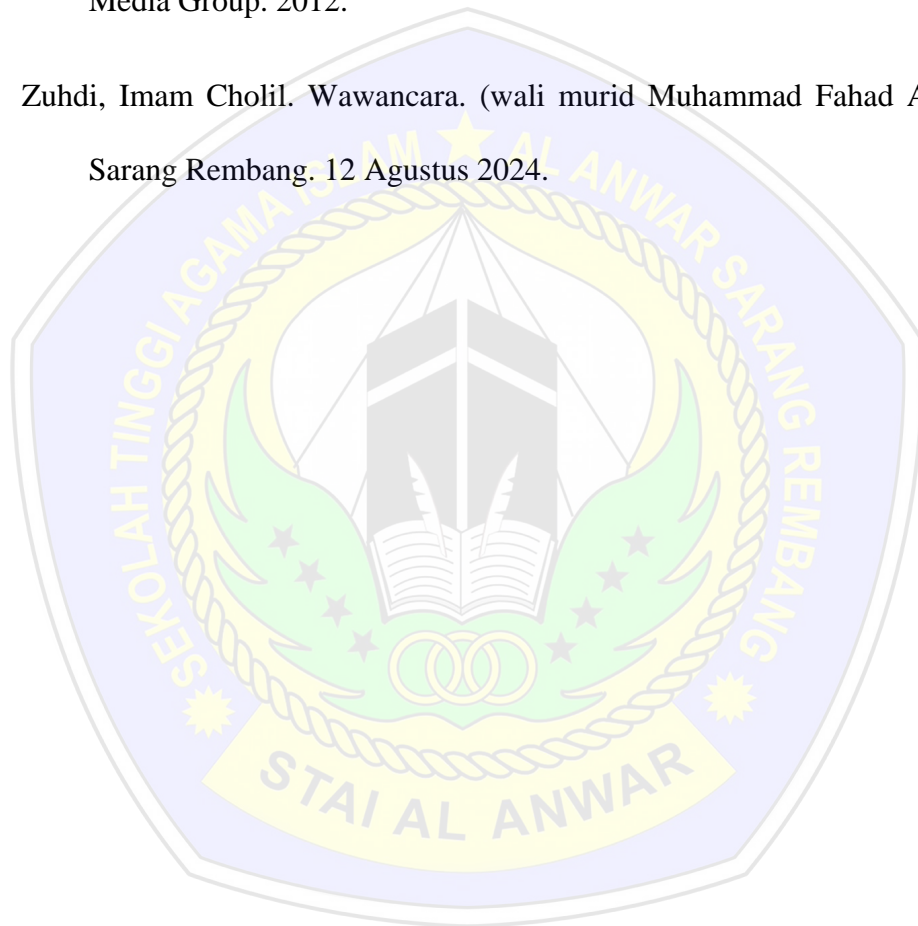 Media Group. 2012.
Zuhdi, Imam Cholil. Wawancara. (wali murid Muhammad Fahad
Sarang Rembang. 12 Agustus 2024.
SEKOLAH TINGGI AGAMA ISLAM ★ AL ANWAR SARANG REMBANG
STAI AL ANWAR